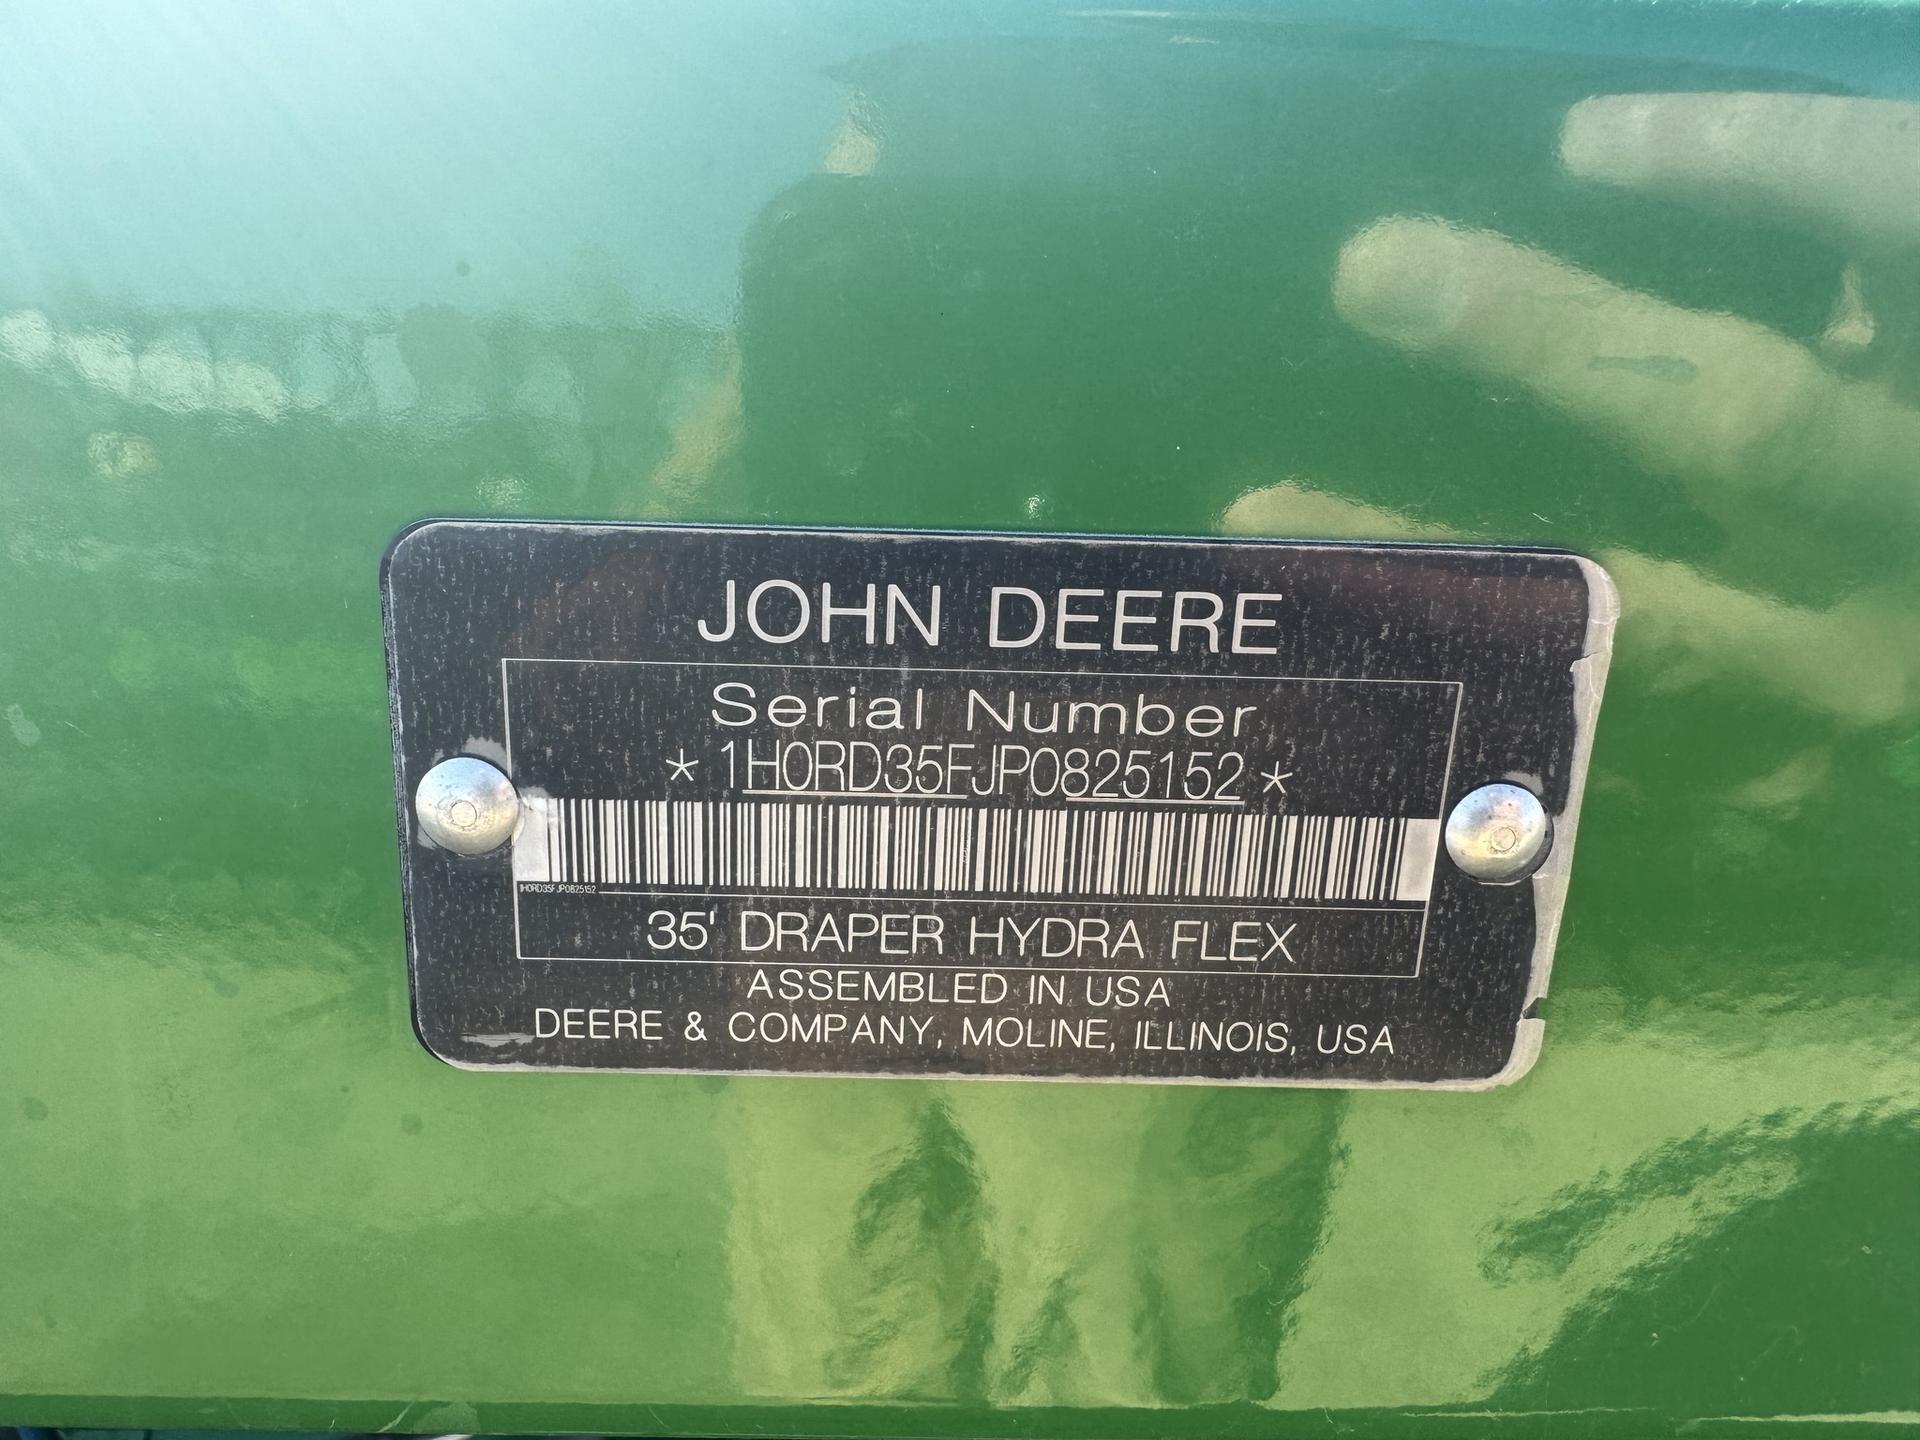 JOHN DEERE
Serial Number
* 1H0RD35FJP0825152 *
1H0RD35FJP0825152
35' DRAPER HYDRA FLEX
ASSEMBLED IN USA
DEERE & COMPANY, MOLINE, ILLINOIS, USA